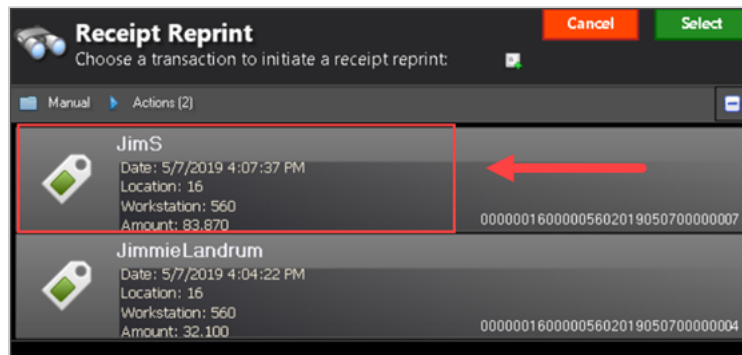 Receipt Reprint
Cancel
Select
Choose a transaction to initiate a receipt reprint:
Manual
Actions (2)
JimS
Date: 5/7/2019 4:07:37 PM
Location: 16
Workstation: 560
Amount: 83.870
00000016000005602019050700000007
JimmieLandrum
Date: 5/7/2019 4:04:22 PM
Location: 16
Workstation: 560
Amount: 32.100
00000016000005602019050700000004